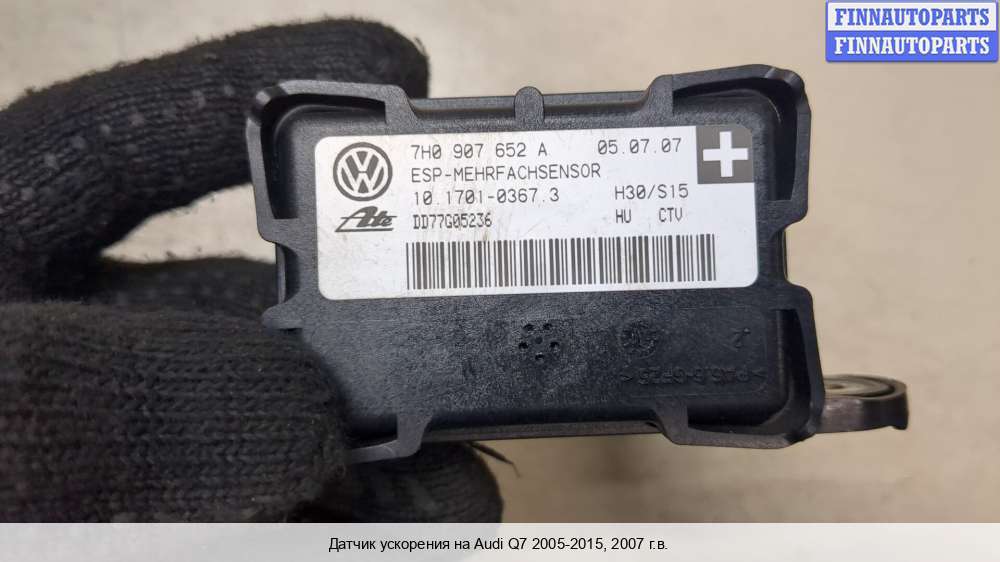 FINNAUTOPARTS
FINNAUTOPARTS
7H0 907 652 A 05.07.07
ESP-MEHRFACHSENSOR
10.1701-0367.3 H30/S15
Ate DD77G05236 HU CTV
Датчик ускорения на Audi Q7 2005-2015, 2007 г.в.